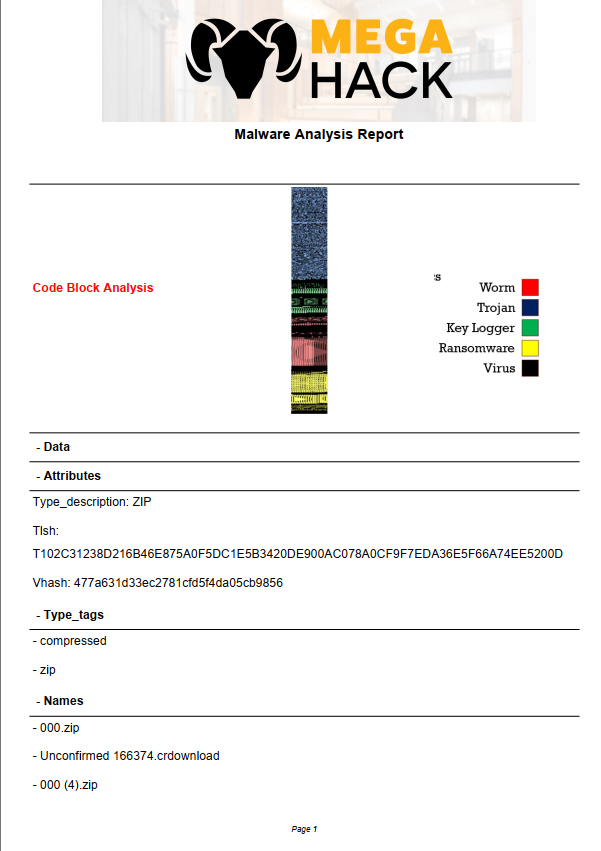 MEGA
HACK
Malware Analysis Report
Code Block Analysis
Worm
Trojan
Key Logger
Ransomware
Virus
- Data
- Attributes
Type_description: ZIP
Tlsh:
T102C31238D216B46E875A0F5DC1E5B3420DE900AC078A0CF9F7EDA36E5F66A74EE5200D
Vhash: 477a631d33ec2781cfd5f4da05cb9856
- Type_tags
- compressed
- zip
- Names
- 000.zip
- Unconfirmed 166374.crdownload
- 000 (4).zip
Page 1